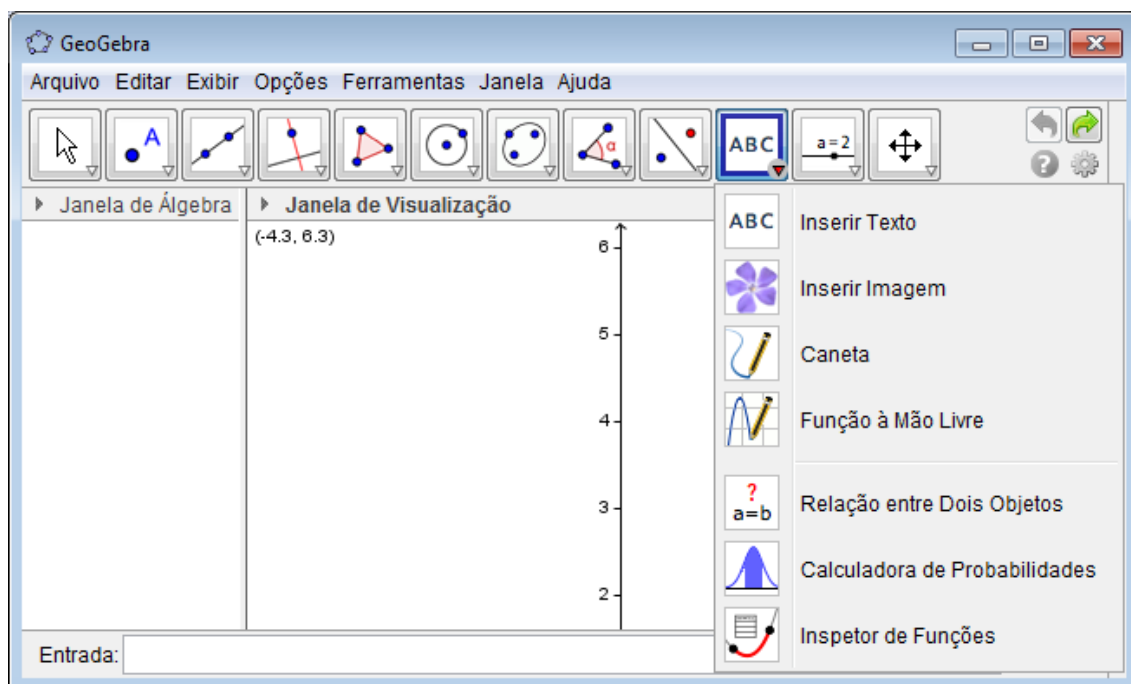 GeoGebra
Arquivo Editar Exibir Opções Ferramentas Janela Ajuda
A α ABC a=2
Janela de Álgebra
Janela de Visualização
(-4.3, 6.3)
6
5
4
3
2
ABC Inserir Texto
Inserir Imagem
Caneta
Função à Mão Livre
?
a=b Relação entre Dois Objetos
Calculadora de Probabilidades
Inspetor de Funções
Entrada: